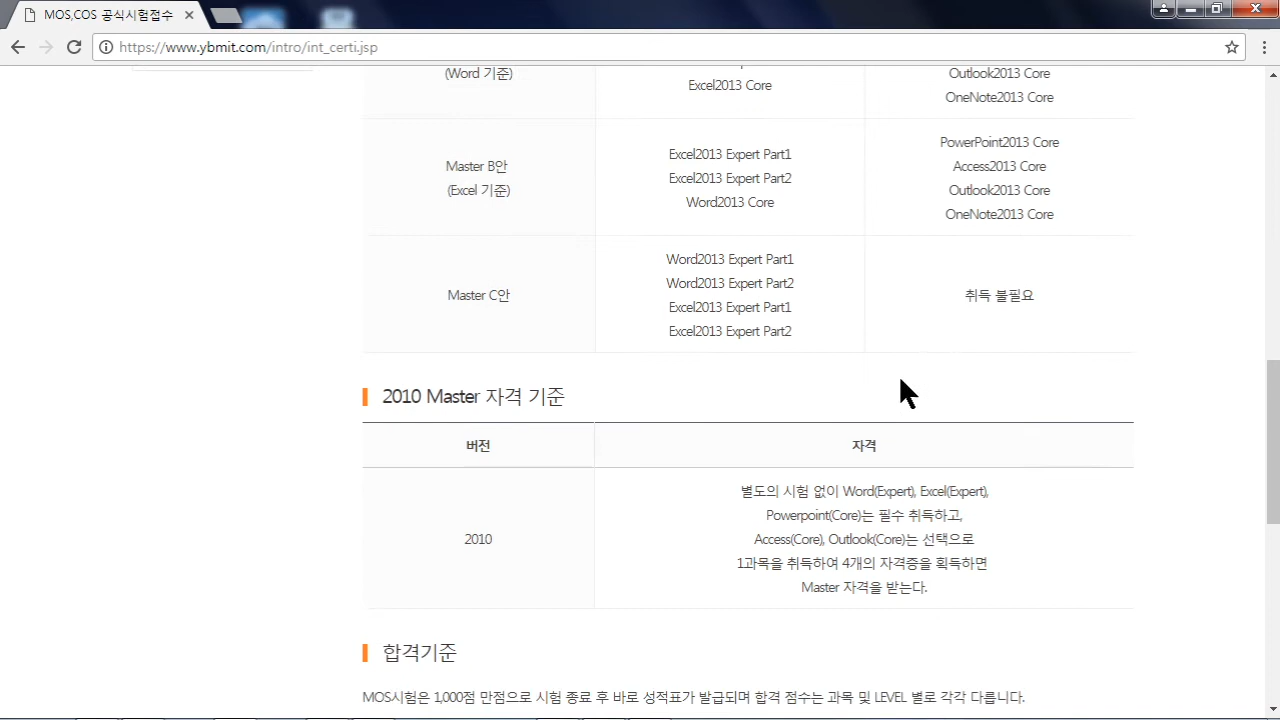 MOS,COS 공식시험접수
https://www.ybmit.com/intro/int_certi.jsp
(Word 기준)
Excel2013 Core
Outlook2013 Core
OneNote2013 Core
Master B안
(Excel 기준)
Excel2013 Expert Part1
Excel2013 Expert Part2
Word2013 Core
PowerPoint2013 Core
Access2013 Core
Outlook2013 Core
OneNote2013 Core
Master C안
Word2013 Expert Part1
Word2013 Expert Part2
Excel2013 Expert Part1
Excel2013 Expert Part2
취득 불필요
2010 Master 자격 기준
버전
자격
2010
별도의 시험 없이 Word(Expert), Excel(Expert),
Powerpoint(Core)는 필수 취득하고,
Access(Core), Outlook(Core)는 선택으로
1과목을 취득하여 4개의 자격증을 획득하면
Master 자격을 받는다.
합격기준
MOS시험은 1,000점 만점으로 시험 종료 후 바로 성적표가 발급되며 합격 점수는 과목 및 LEVEL 별로 각각 다릅니다.